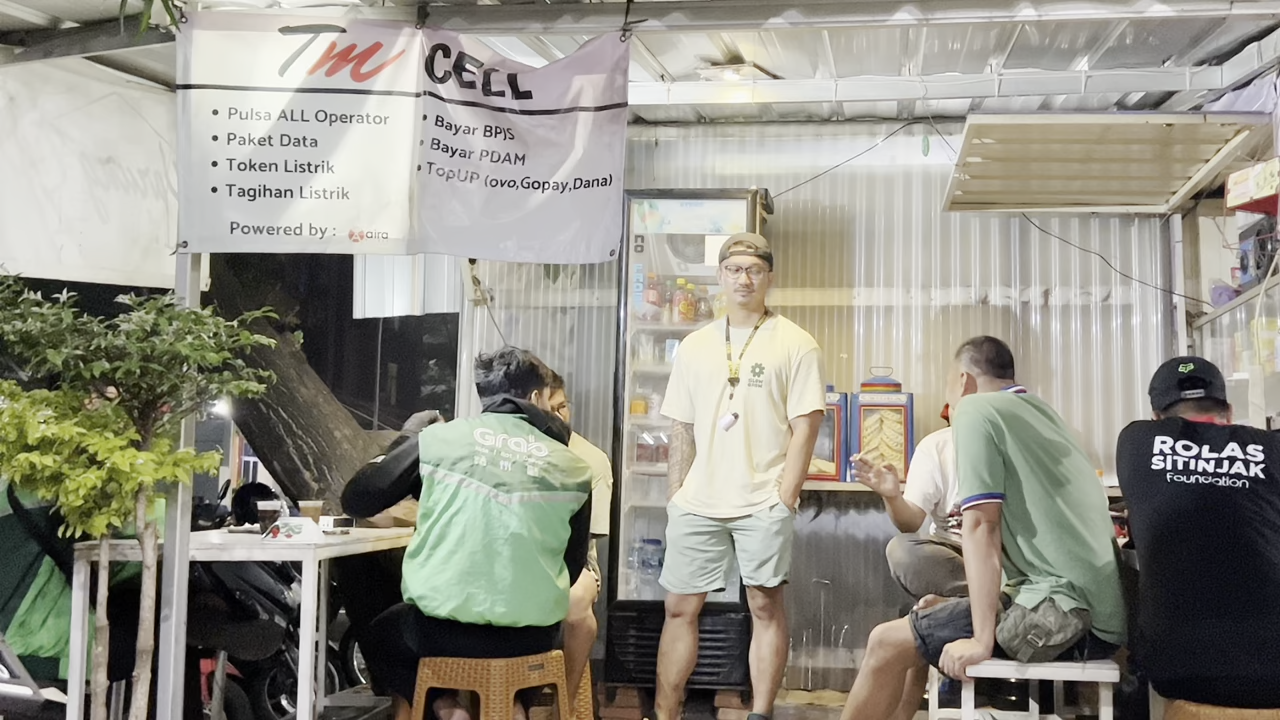 Tm CELL
• Pulsa ALL Operator
• Paket Data
• Token Listrik
• Tagihan Listrik
• Bayar BPJS
• Bayar PDAM
• TopUP (ovo,Gopay,Dana)
Powered by : aira
Grab
ROLAS
SITINJAK
Foundation